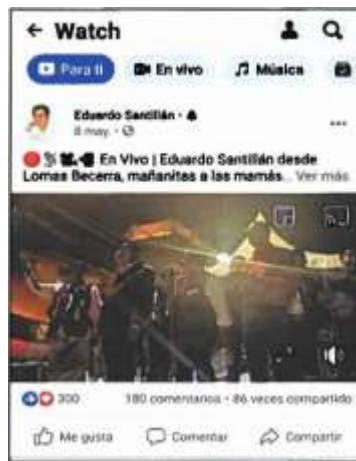 ← Watch
Para ti En vivo Música
Eduardo Santillán
8 may.
En Vivo | Eduardo Santillán desde
Lomas Becerra, mañanitas a las mamás... Ver más
300 180 comentarios • 86 veces compartido
Me gusta Comentar Compartir